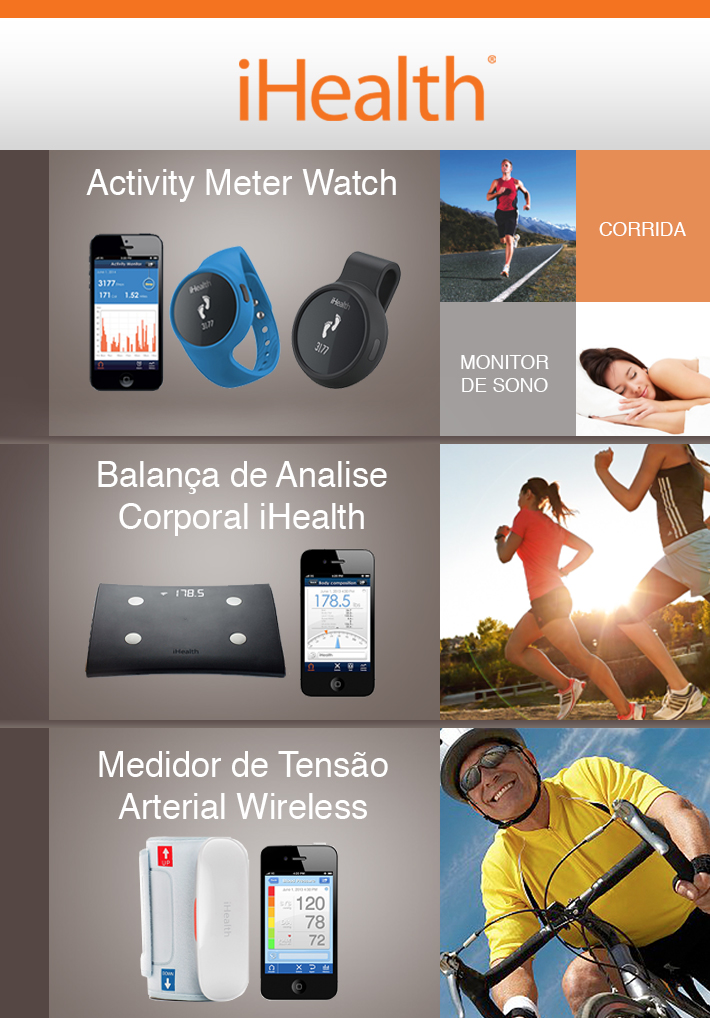 iHealth®
Activity Meter Watch
Activity Monitor
3177
171 1.52
iHealth
3177
iHealth
3177
CORRIDA
MONITOR
DE SONO
Balança de Analise
Corporal iHealth
178.5
iHealth
Body composition
178.5 lbs
Medidor de Tensão
Arterial Wireless
UP
iHealth
DOWN
120
78
72